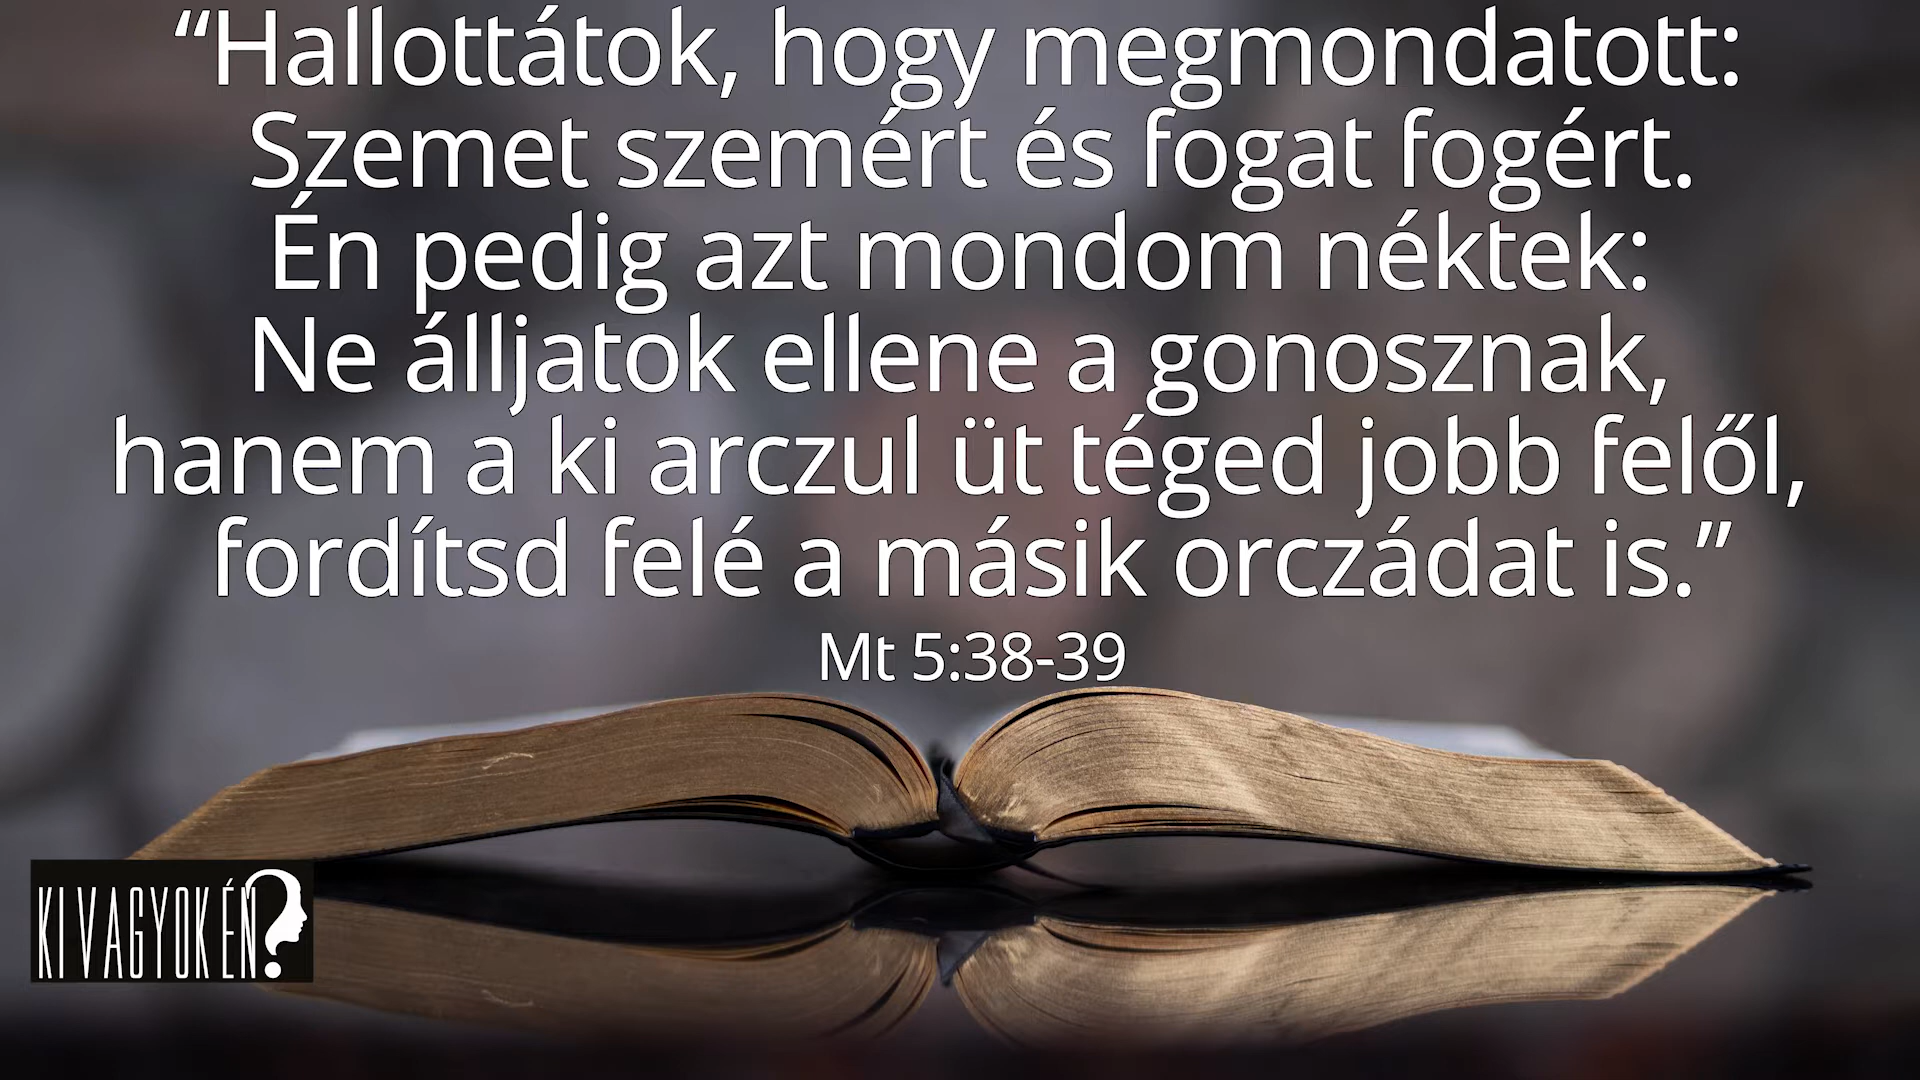 “Hallottátok, hogy megmondatott:
Szemet szemért és fogat fogért.
Én pedig azt mondom néktek:
Ne álljatok ellene a gonosznak,
hanem a ki arczul üt téged jobb felől,
fordítsd felé a másik orczádat is.”
Mt 5:38-39
KI VAGYOK ÉN?